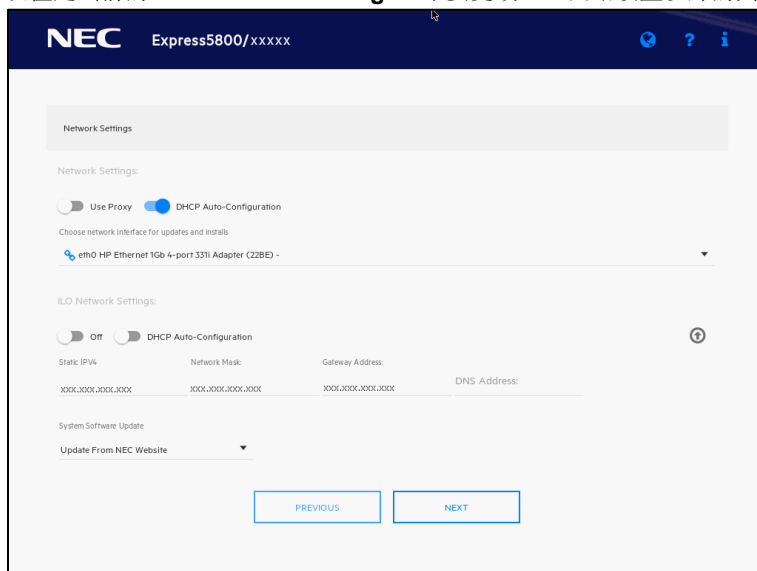 NEC Express5800/xxxxx ? i
Network Settings
Network Settings:
Use Proxy DHCP Auto-Configuration
Choose network interface for updates and installs
eth0 HP Ethernet 1Gb 4-port 331i Adapter (22BE) -
ILO Network Settings:
Off DHCP Auto-Configuration
Static IPV4 Network Mask: Gateway Address:
DNS Address:
xxx.xxx.xxx.xxx xxx.xxx.xxx.xxx xxx.xxx.xxx.xxx
System Software Update
Update From NEC Website
PREVIOUS NEXT